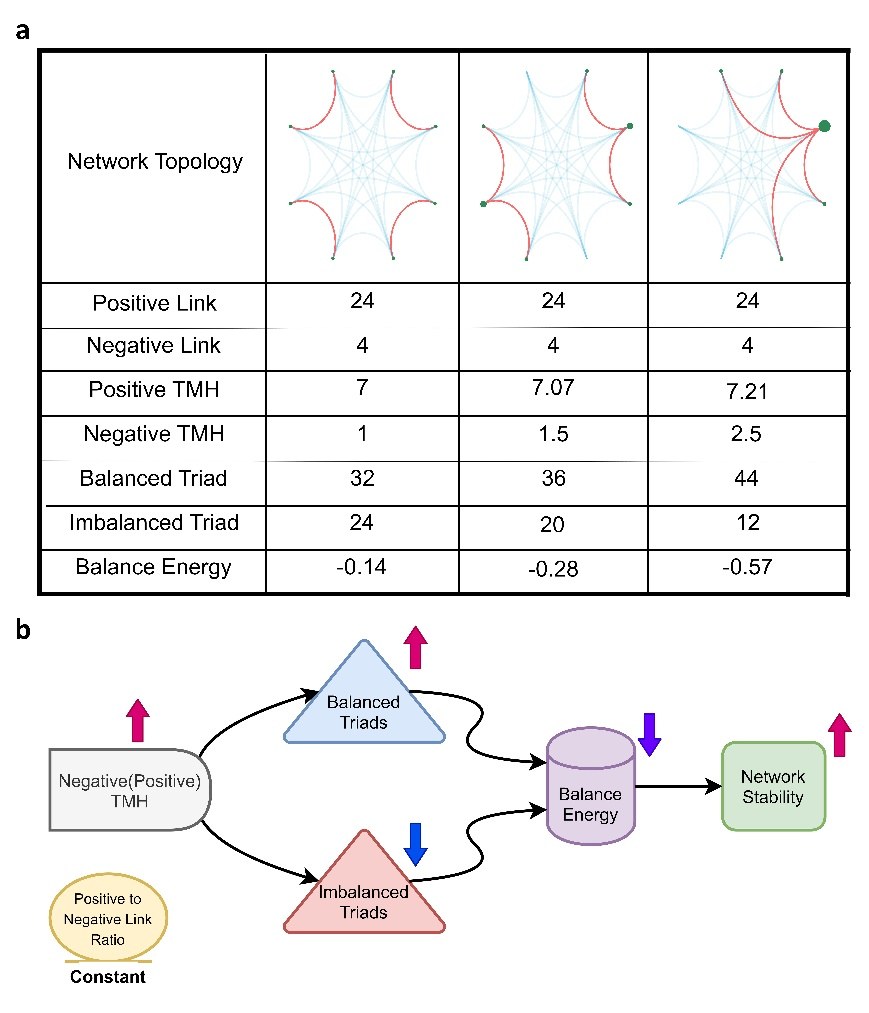 a
Network Topology
Positive Link 24 24 24
Negative Link 4 4 4
Positive TMH 7 7.07 7.21
Negative TMH 1 1.5 2.5
Balanced Triad 32 36 44
Imbalanced Triad 24 20 12
Balance Energy -0.14 -0.28 -0.57
b
Balanced
Triads
Negative(Positive)
TMH
Balance
Energy
Network
Stability
Imbalanced
Triads
Positive to
Negative Link
Ratio
Constant